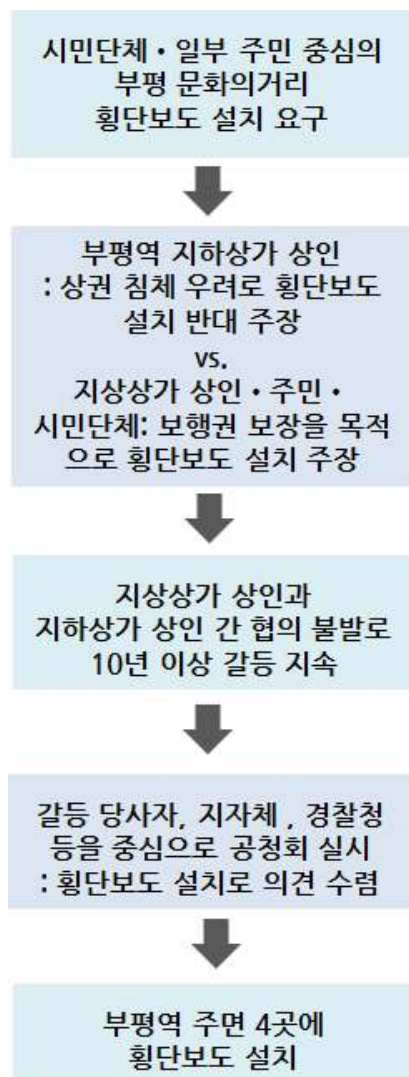 시민단체・일부 주민 중심의
부평 문화의거리
횡단보도 설치 요구
부평역 지하상가 상인
: 상권 침체 우려로 횡단보도
설치 반대 주장
vs.
지상상가 상인・주민・
시민단체: 보행권 보장을 목적
으로 횡단보도 설치 주장
지상상가 상인과
지하상가 상인 간 협의 불발로
10년 이상 갈등 지속
갈등 당사자, 지자체 , 경찰청
등을 중심으로 공청회 실시
: 횡단보도 설치로 의견 수렴
부평역 주면 4곳에
횡단보도 설치